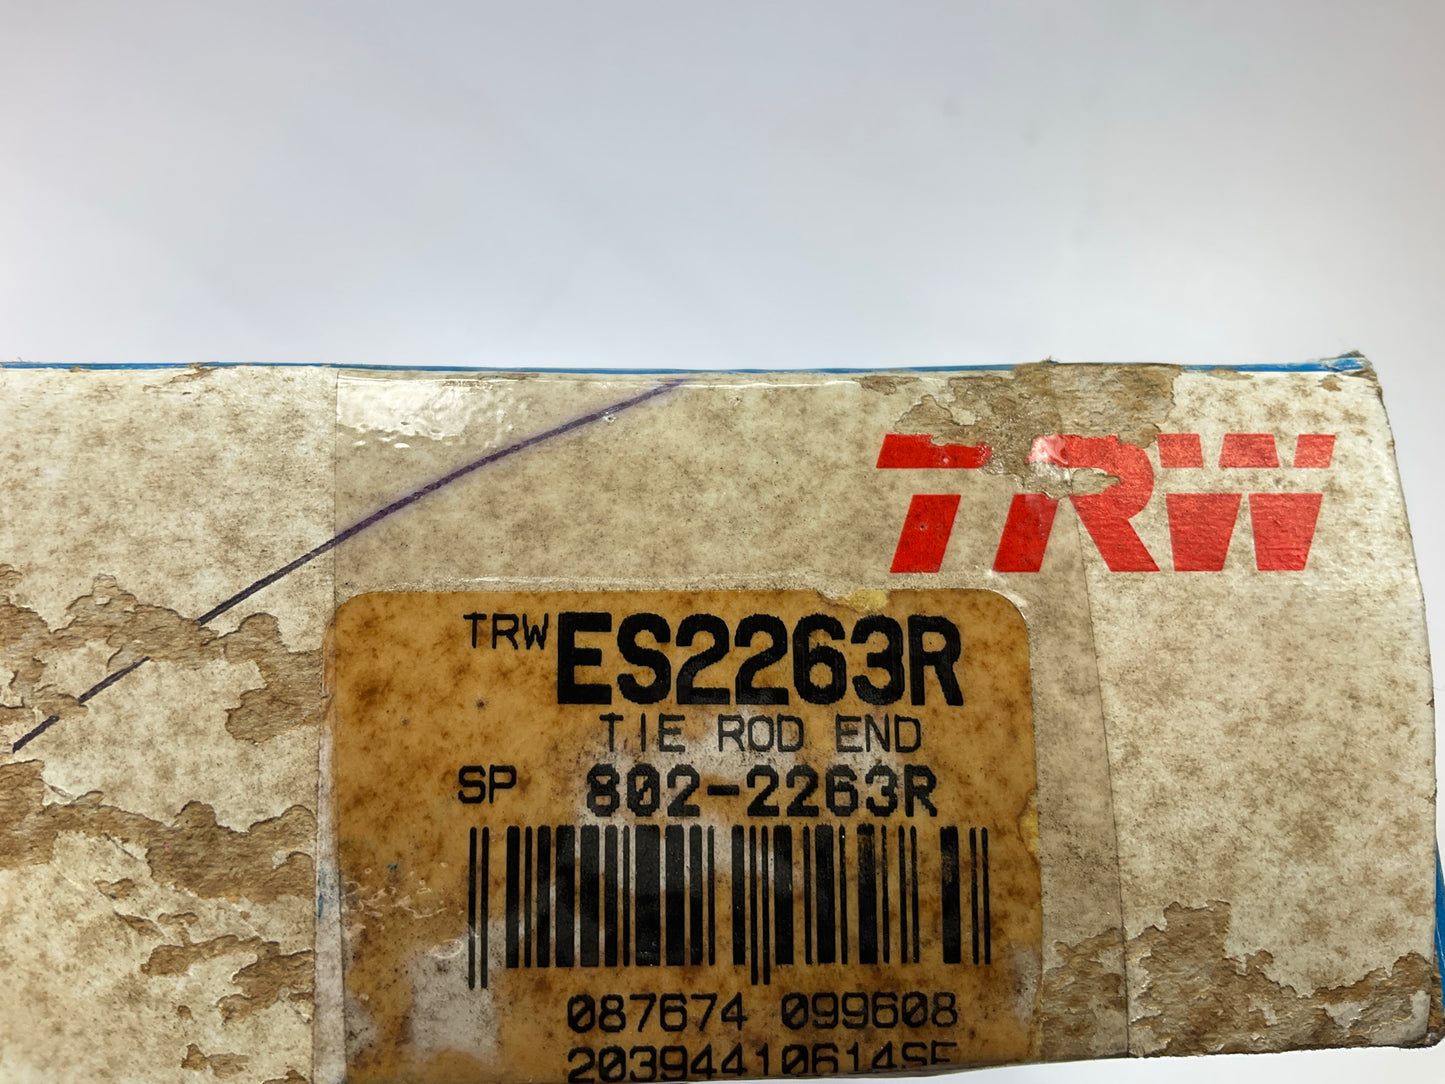 TRW
TRW ES2263R
TIE ROD END
SP 802-2263R
087674 099608